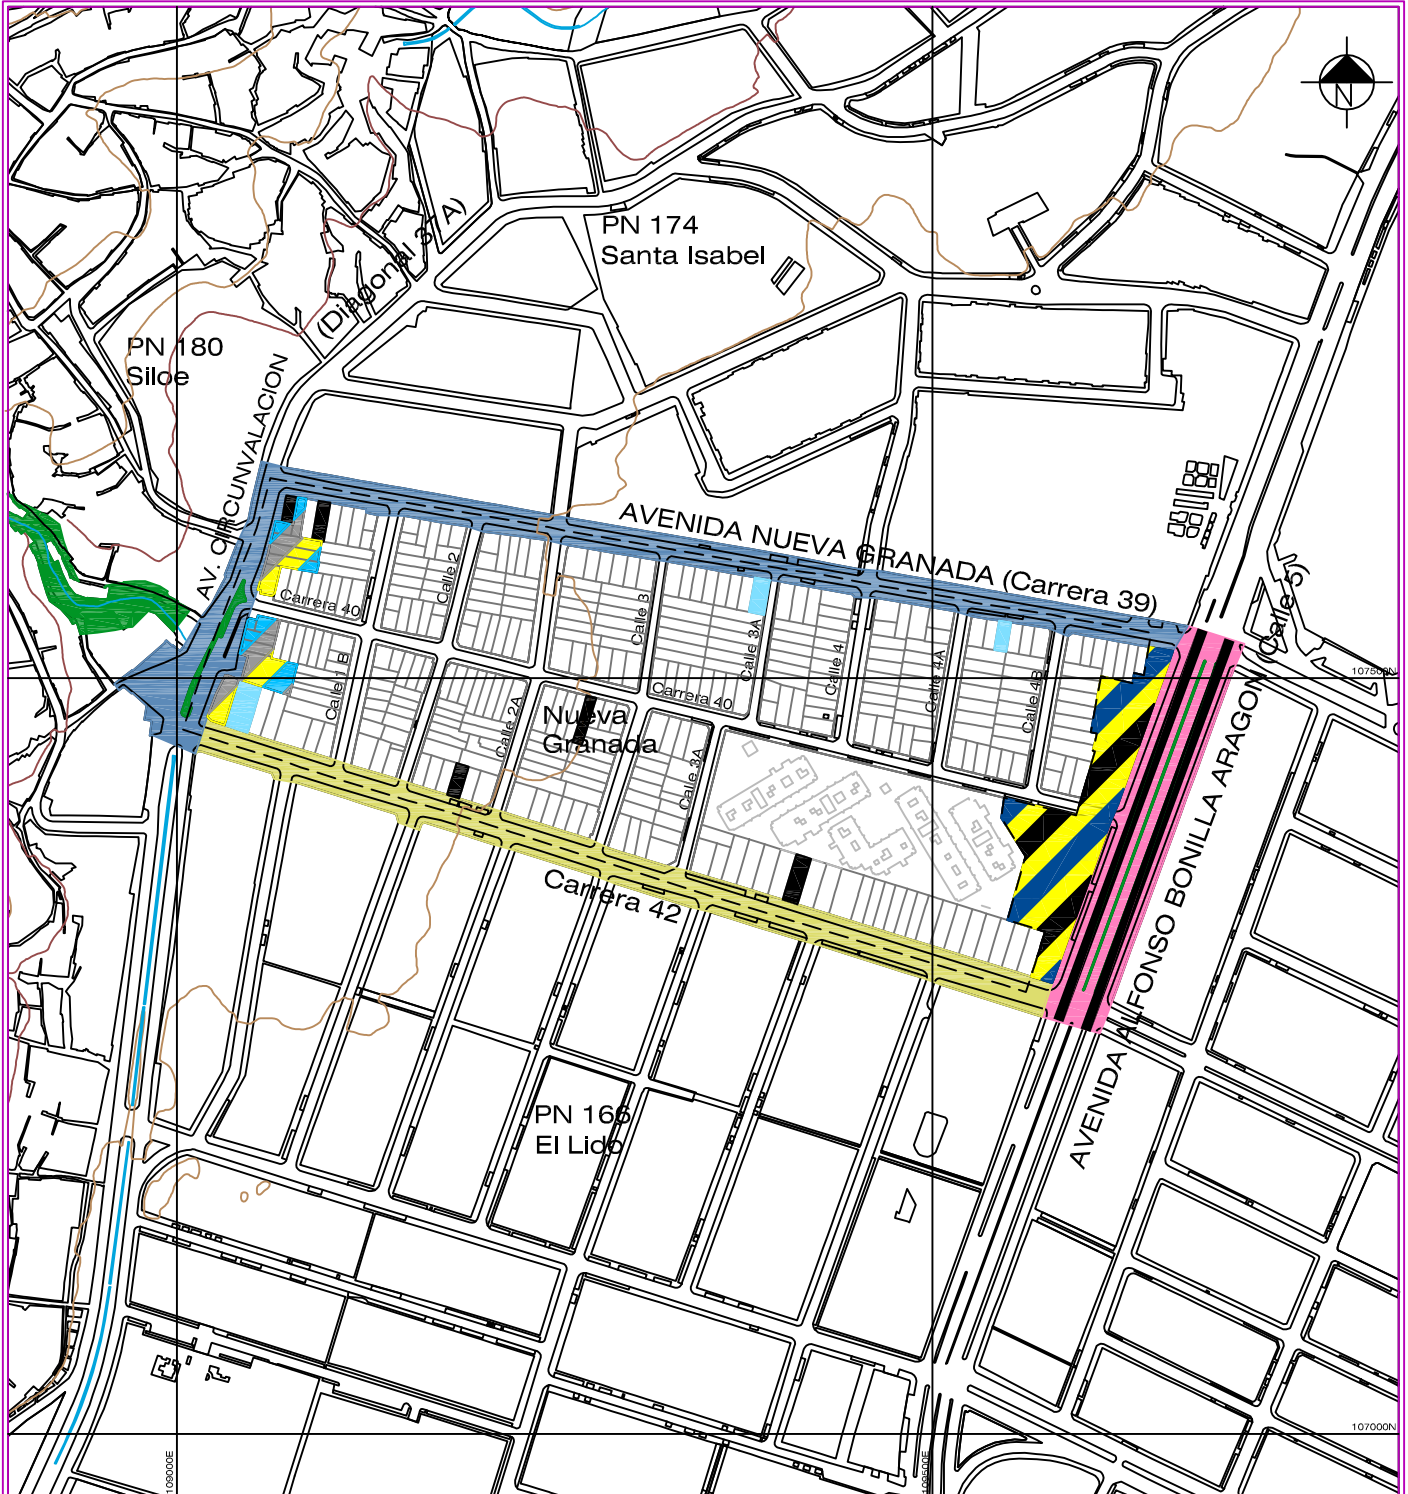 N
PN 174
Santa Isabel
(Diagonal 37 A)
PN 180
Siloe
AV. CIRCUNVALACION
AVENIDA NUEVA GRANADA (Carrera 39)
Calle 2
Carrera 40
Calle 3
Calle 3A
Calle 4
Calle 4A
Calle 4B
Calle 1 B
Calle 2A
Carrera 40
Nueva
Granada
Calle 3A
107500N
AVENIDA ALFONSO BONILLA ARAGON (Calle 5)
Carrera 42
PN 166
El Lido
107000N
109000E
109500E